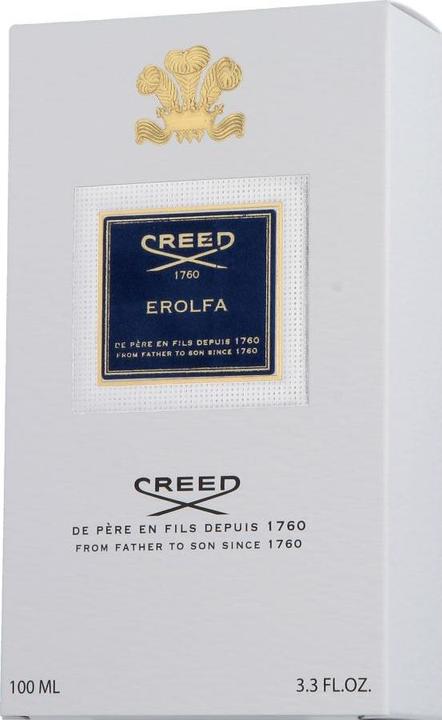 CREED
1760
EROLFA
DE PÈRE EN FILS DEPUIS 1760
FROM FATHER TO SON SINCE 1760
CREED
DE PÈRE EN FILS DEPUIS 1760
FROM FATHER TO SON SINCE 1760
100 ML 3.3 FL.OZ.